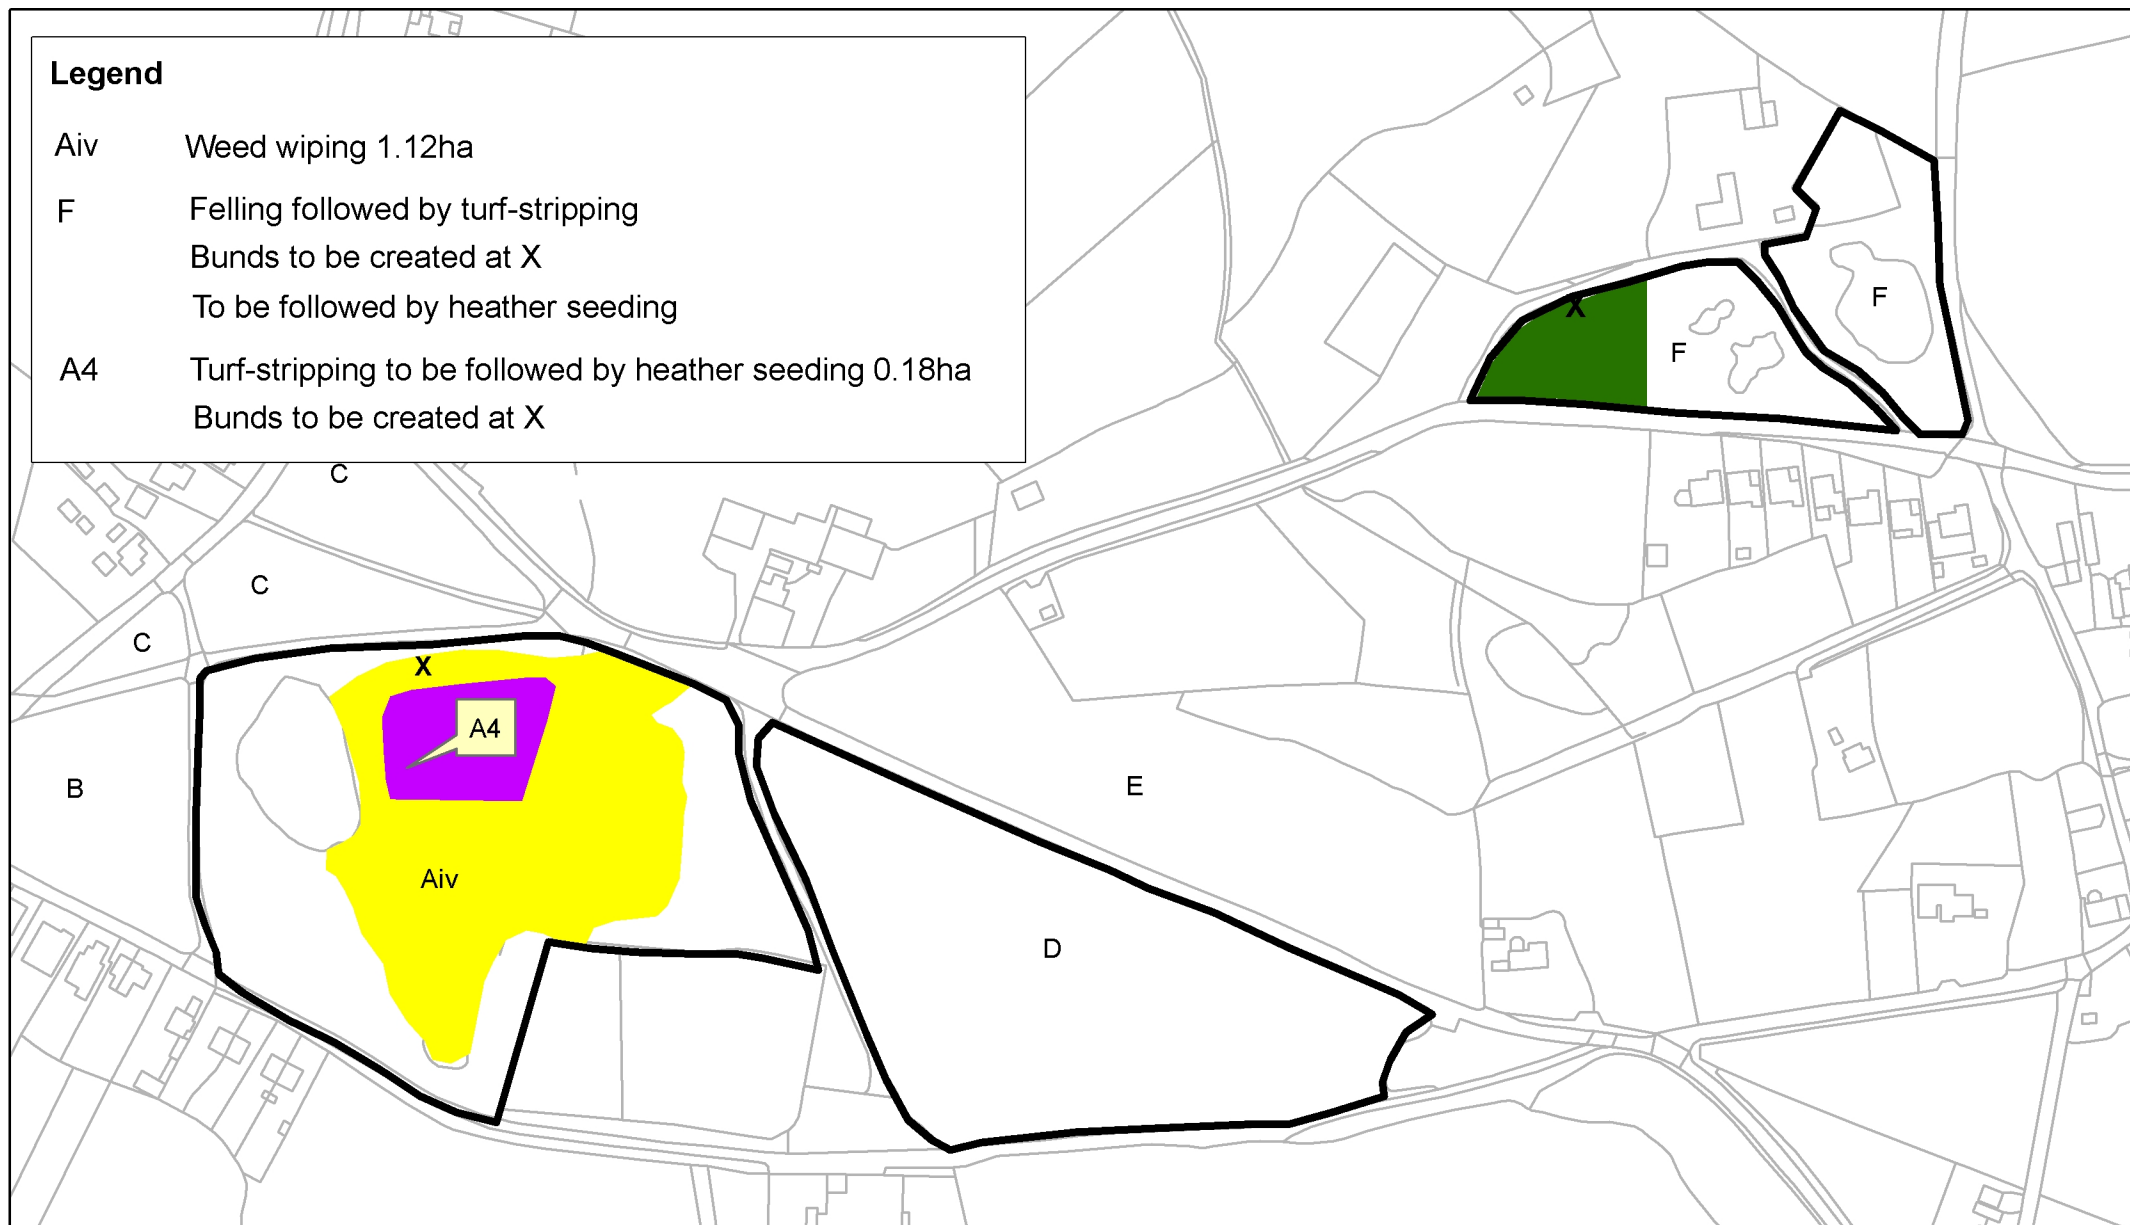 Legend
Aiv Weed wiping 1.12ha
F Felling followed by turf-stripping
Bunds to be created at X
To be followed by heather seeding
A4 Turf-stripping to be followed by heather seeding 0.18ha
Bunds to be created at X
F
X
F
C
C
C
X
A4
B
E
Aiv
D